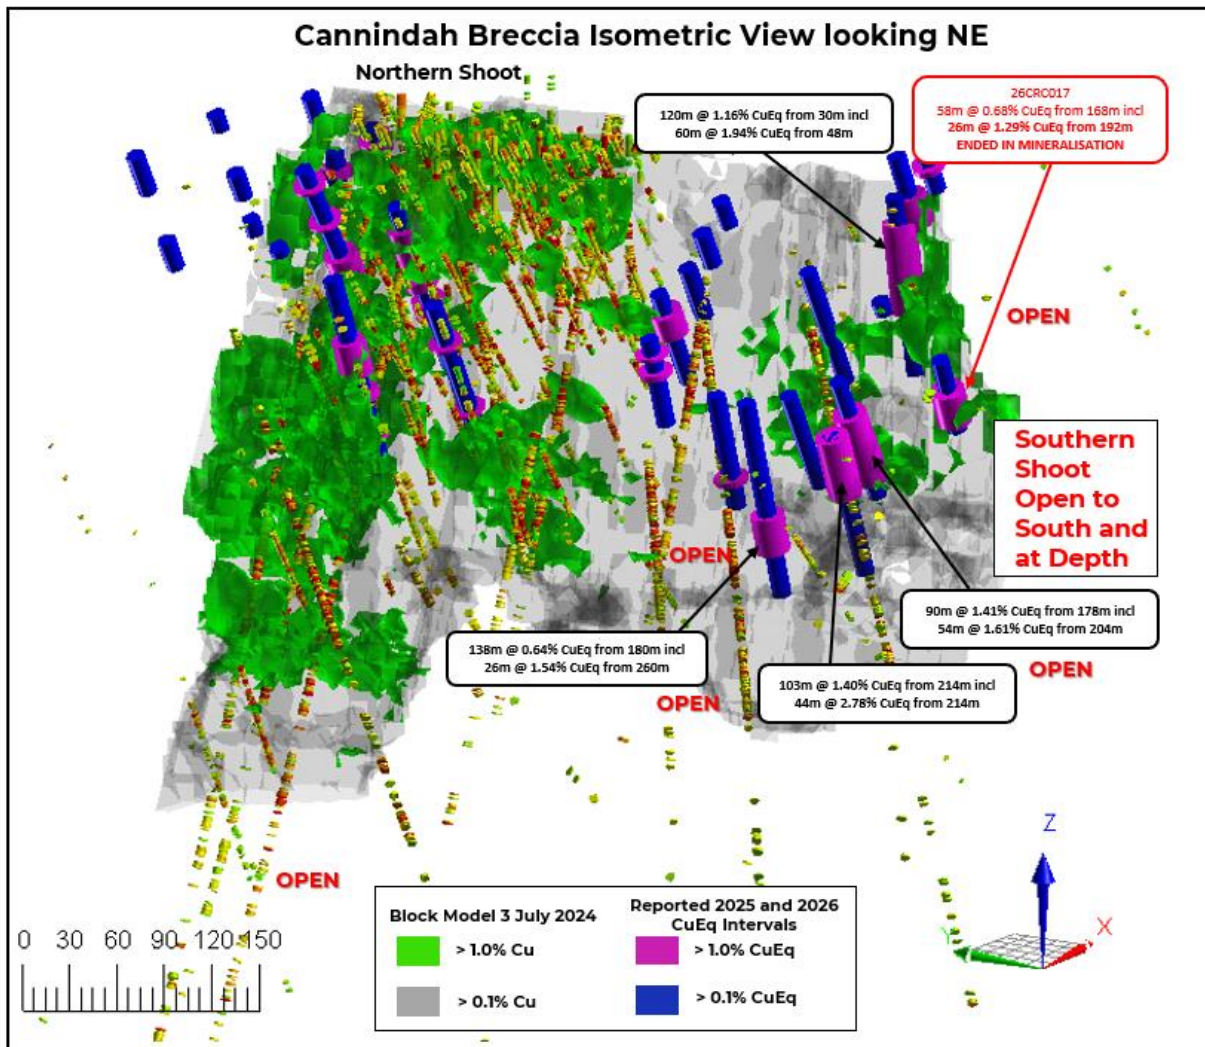 Cannindah Breccia Isometric View looking NE
Northern Shoot
120m @ 1.16% CuEq from 30m incl
60m @ 1.94% CuEq from 48m
26CRC017
58m @ 0.68% CuEq from 168m incl
26m @ 1.29% CuEq from 192m
ENDED IN MINERALISATION
OPEN
Southern
Shoot
Open to
South and
at Depth
OPEN
90m @ 1.41% CuEq from 178m incl
54m @ 1.61% CuEq from 204m
138m @ 0.64% CuEq from 180m incl
26m @ 1.54% CuEq from 260m
OPEN
103m @ 1.40% CuEq from 214m incl
44m @ 2.78% CuEq from 214m
OPEN
OPEN
Block Model 3 July 2024
> 1.0% Cu
> 0.1% Cu
Reported 2025 and 2026
CuEq Intervals
> 1.0% CuEq
> 0.1% CuEq
0 30 60 90 120 150
Z
X
Y